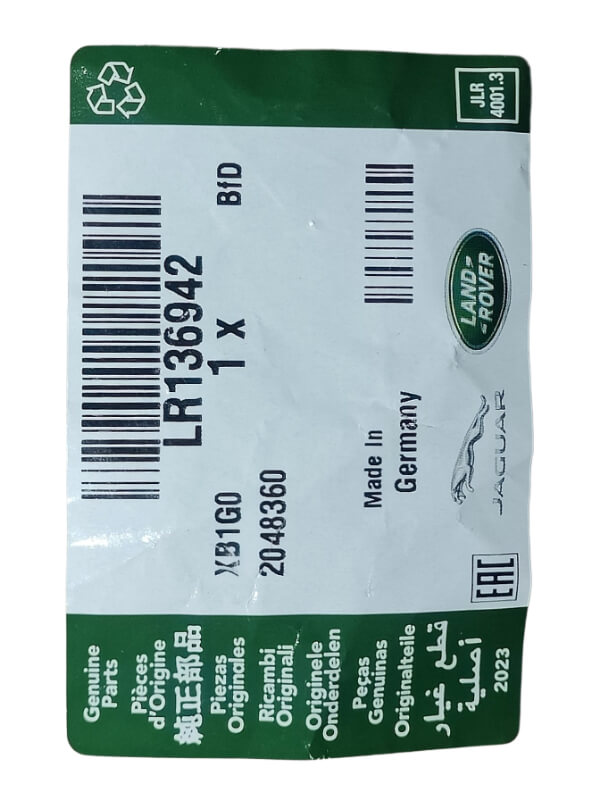 Genuine
Parts
Pièces
d'Origine
純正部品
Piezas
Originales
Ricambi
Originali
Originele
Onderdelen
Peças
Genuinas
Originalteile
قطع غيار
أصلية
2023
LR136942
1 X
BfD
XB1G0
2048360
Made In
Germany
JLR
4001.3
LAND-
-ROVER
JAGUAR
EAC